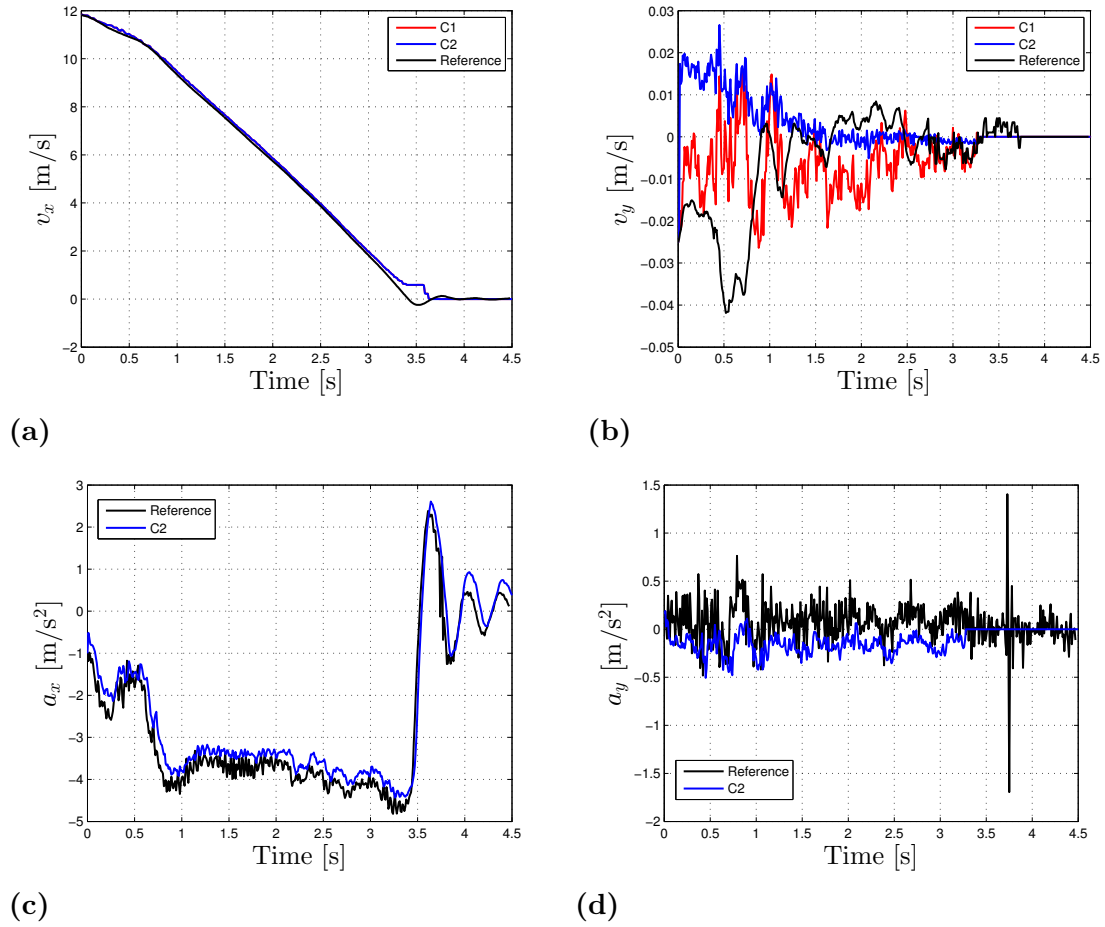 12
10
8
6
4
2
0
−2
v_x [m/s]
0 0.5 1 1.5 2 2.5 3 3.5 4 4.5
Time [s]
C1
C2
Reference
(a)
0.03
0.02
0.01
0
−0.01
−0.02
−0.03
−0.04
−0.05
v_y [m/s]
0 0.5 1 1.5 2 2.5 3 3.5 4 4.5
Time [s]
C1
C2
Reference
(b)
3
2
1
0
−1
−2
−3
−4
−5
a_x [m/s²]
0 0.5 1 1.5 2 2.5 3 3.5 4 4.5
Time [s]
Reference
C2
(c)
1.5
1
0.5
0
−0.5
−1
−1.5
−2
a_y [m/s²]
0 0.5 1 1.5 2 2.5 3 3.5 4 4.5
Time [s]
Reference
C2
(d)